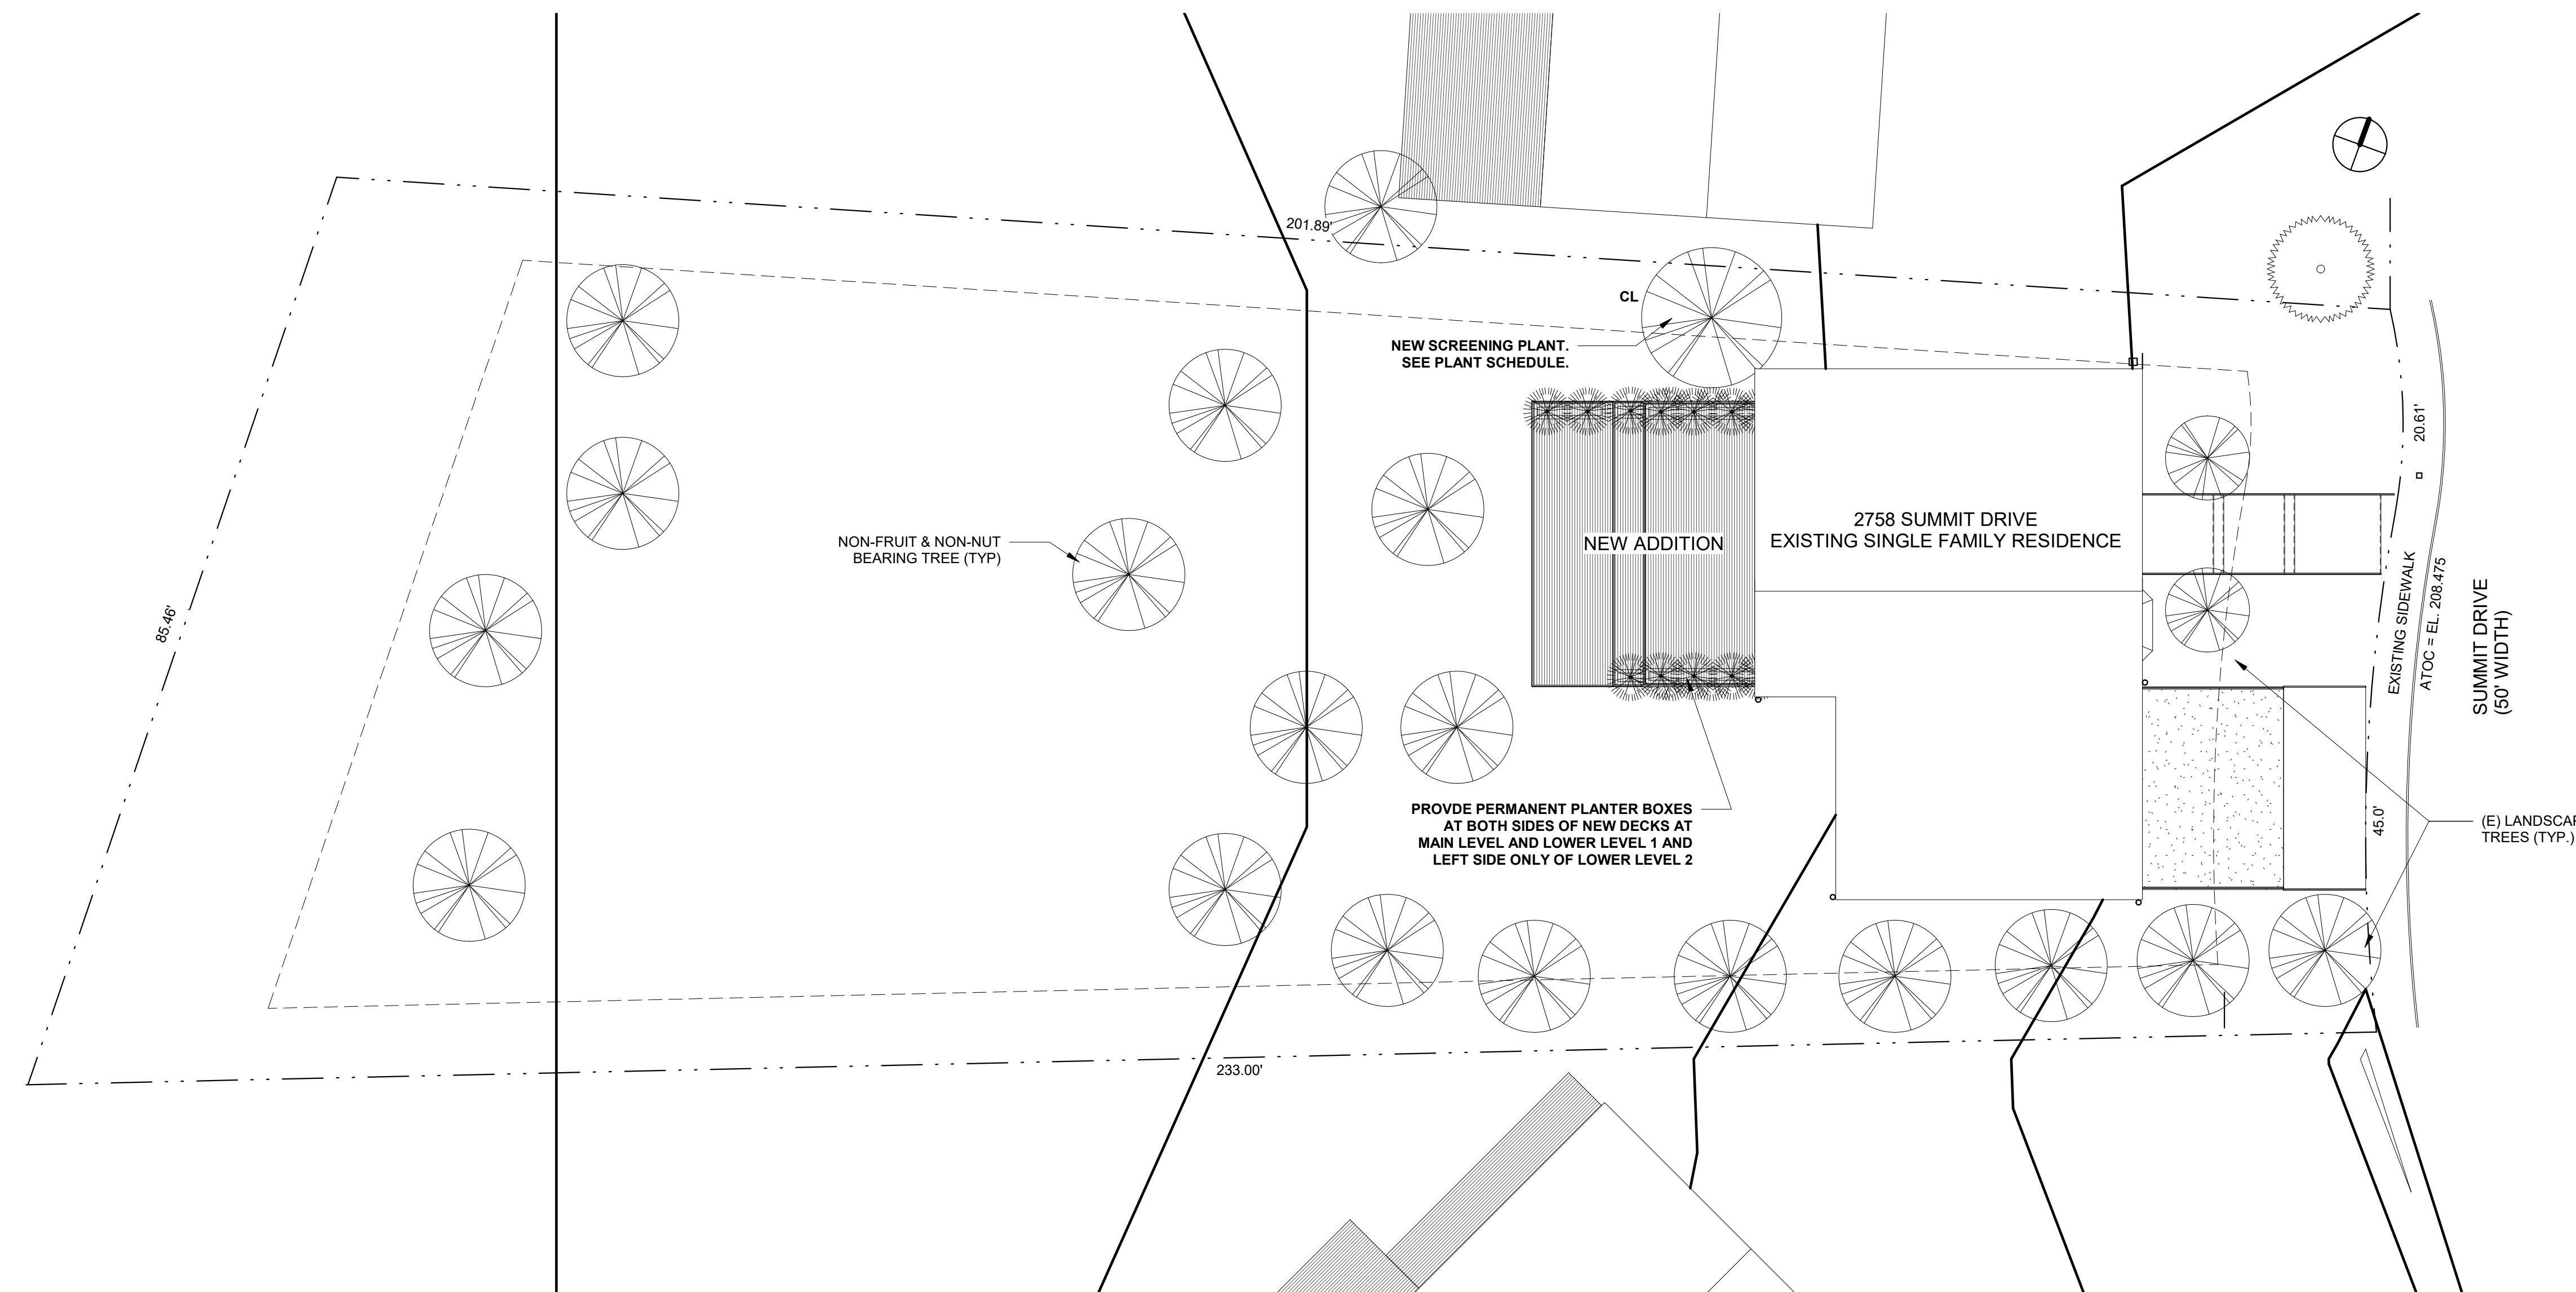 201.89'
CL
NEW SCREENING PLANT.
SEE PLANT SCHEDULE.
20.61'
NON-FRUIT & NON-NUT
BEARING TREE (TYP)
NEW ADDITION
2758 SUMMIT DRIVE
EXISTING SINGLE FAMILY RESIDENCE
85.46'
EXISTING SIDEWALK
ATOC = EL. 208.475
SUMMIT DRIVE
(50' WIDTH)
PROVDE PERMANENT PLANTER BOXES
AT BOTH SIDES OF NEW DECKS AT
MAIN LEVEL AND LOWER LEVEL 1 AND
LEFT SIDE ONLY OF LOWER LEVEL 2
45.0'
(E) LANDSCAP
TREES (TYP.)
233.00'